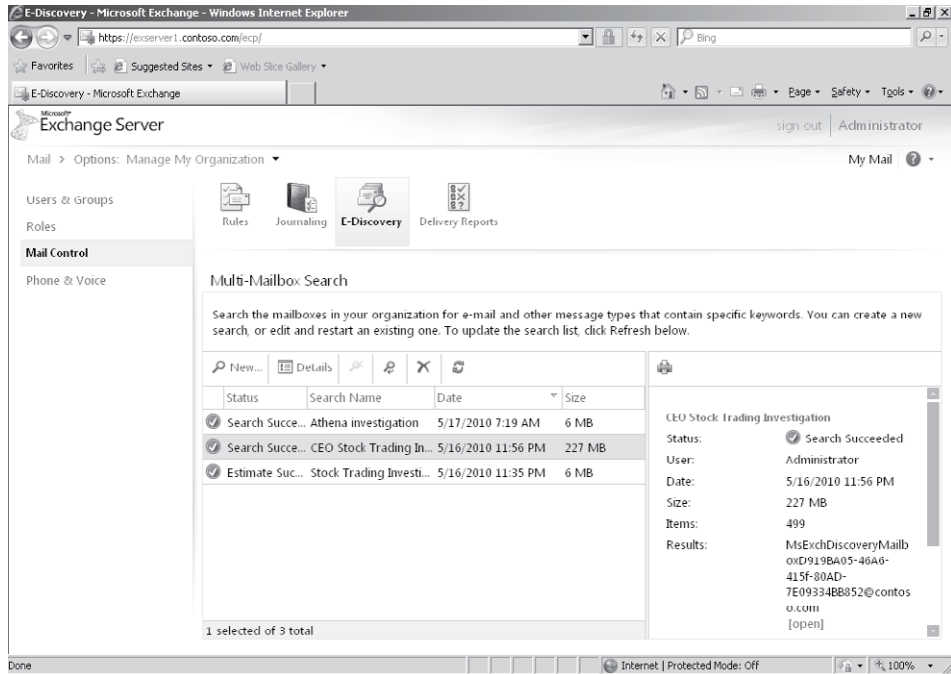 E-Discovery - Microsoft Exchange - Windows Internet Explorer
https://exserver1.contoso.com/ecp/
Bing
Favorites Suggested Sites Web Slice Gallery
E-Discovery - Microsoft Exchange
Page Safety Tools
Microsoft
Exchange Server
sign out Administrator
Mail > Options: Manage My Organization
My Mail
Users & Groups
Roles
Mail Control
Phone & Voice
Rules Journaling E-Discovery Delivery Reports
Multi-Mailbox Search
Search the mailboxes in your organization for e-mail and other message types that contain specific keywords. You can create a new
search, or edit and restart an existing one. To update the search list, click Refresh below.
New... Details
Status Search Name Date Size
Search Succe... Athena investigation 5/17/2010 7:19 AM 6 MB
Search Succe... CEO Stock Trading In... 5/16/2010 11:56 PM 227 MB
Estimate Suc... Stock Trading Investi... 5/16/2010 11:35 PM 6 MB
1 selected of 3 total
CEO Stock Trading Investigation
Status: Search Succeeded
User: Administrator
Date: 5/16/2010 11:56 PM
Size: 227 MB
Items: 499
Results: MsExchDiscoveryMailb
oxD919BA05-46A6-
415f-80AD-
7E09334BB852@contos
o.com
[open]
Done
Internet | Protected Mode: Off
100%